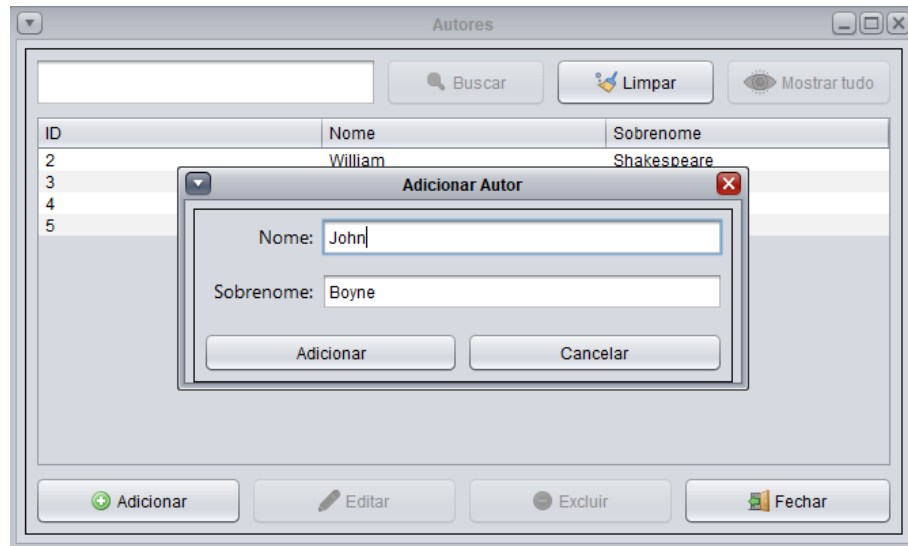 Autores
Buscar Limpar Mostrar tudo
ID Nome Sobrenome
2 William Shakespeare
3
4
5
Adicionar Autor
Nome: John
Sobrenome: Boyne
Adicionar Cancelar
Adicionar Editar Excluir Fechar